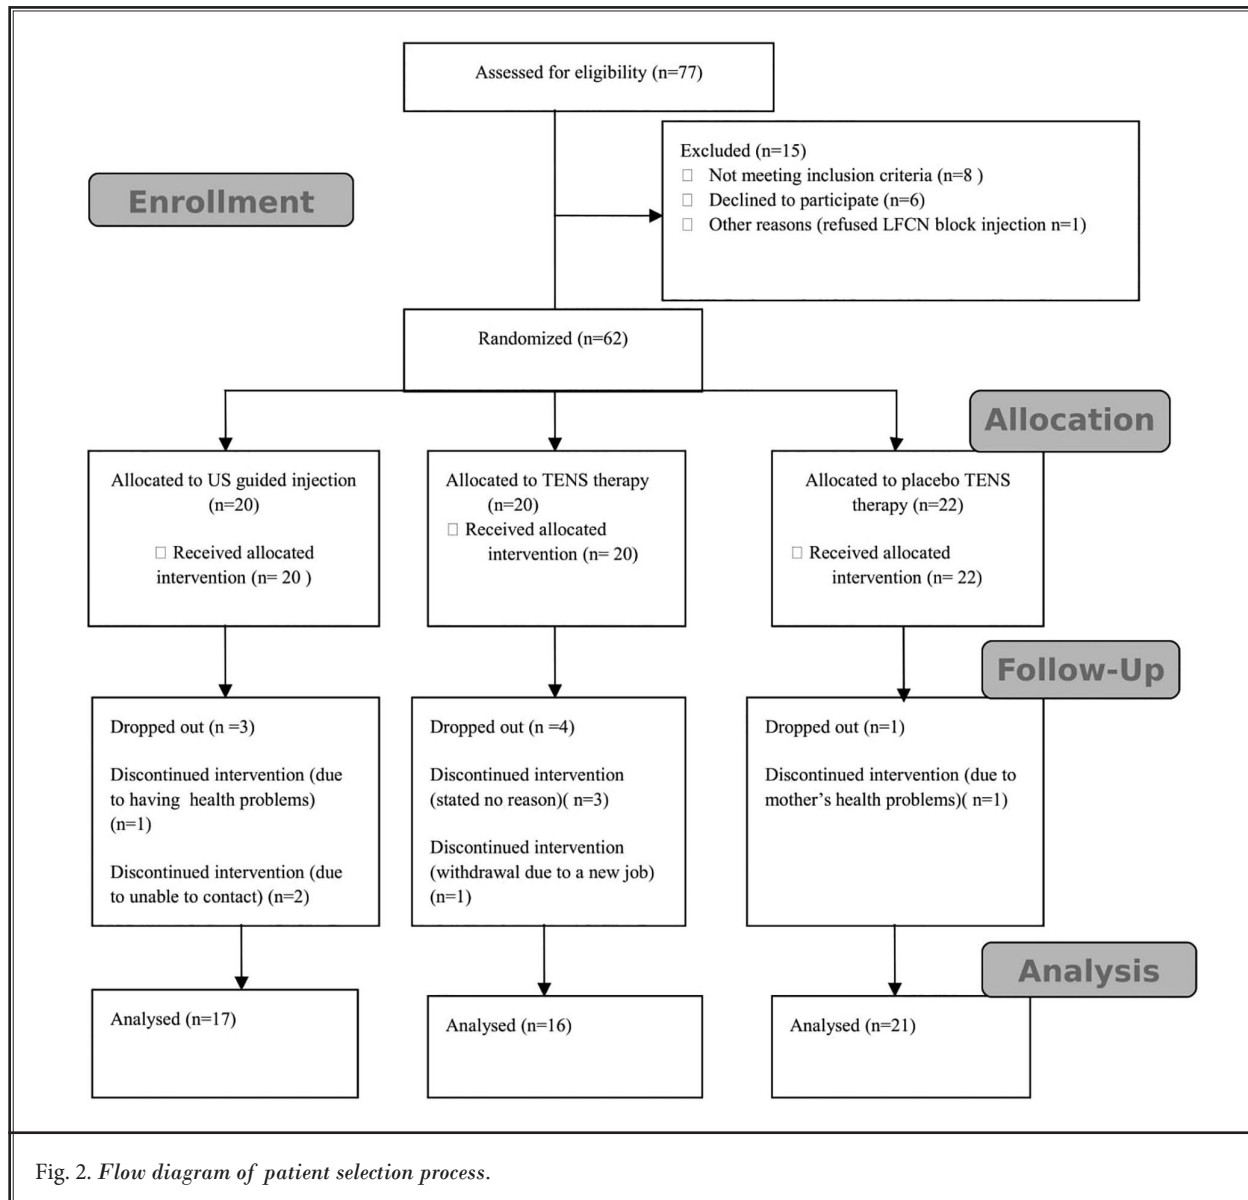 Assessed for eligibility (n=77)
Excluded (n=15)
Not meeting inclusion criteria (n=8 )
Declined to participate (n=6)
Other reasons (refused LFCN block injection n=1)
Enrollment
Randomized (n=62)
Allocation
Allocated to US guided injection
(n=20)
Received allocated
intervention (n= 20 )
Allocated to TENS therapy
(n=20)
Received allocated
intervention (n= 20)
Allocated to placebo TENS
therapy (n=22)
Received allocated
intervention (n= 22)
Follow-Up
Dropped out (n =3)
Discontinued intervention (due
to having health problems)
(n=1)
Discontinued intervention (due
to unable to contact) (n=2)
Dropped out (n =4)
Discontinued intervention
(stated no reason)( n=3)
Discontinued intervention
(withdrawal due to a new job)
(n=1)
Dropped out (n=1)
Discontinued intervention (due to
mother’s health problems)( n=1)
Analysis
Analysed (n=17)
Analysed (n=16)
Analysed (n=21)
Fig. 2. Flow diagram of patient selection process.